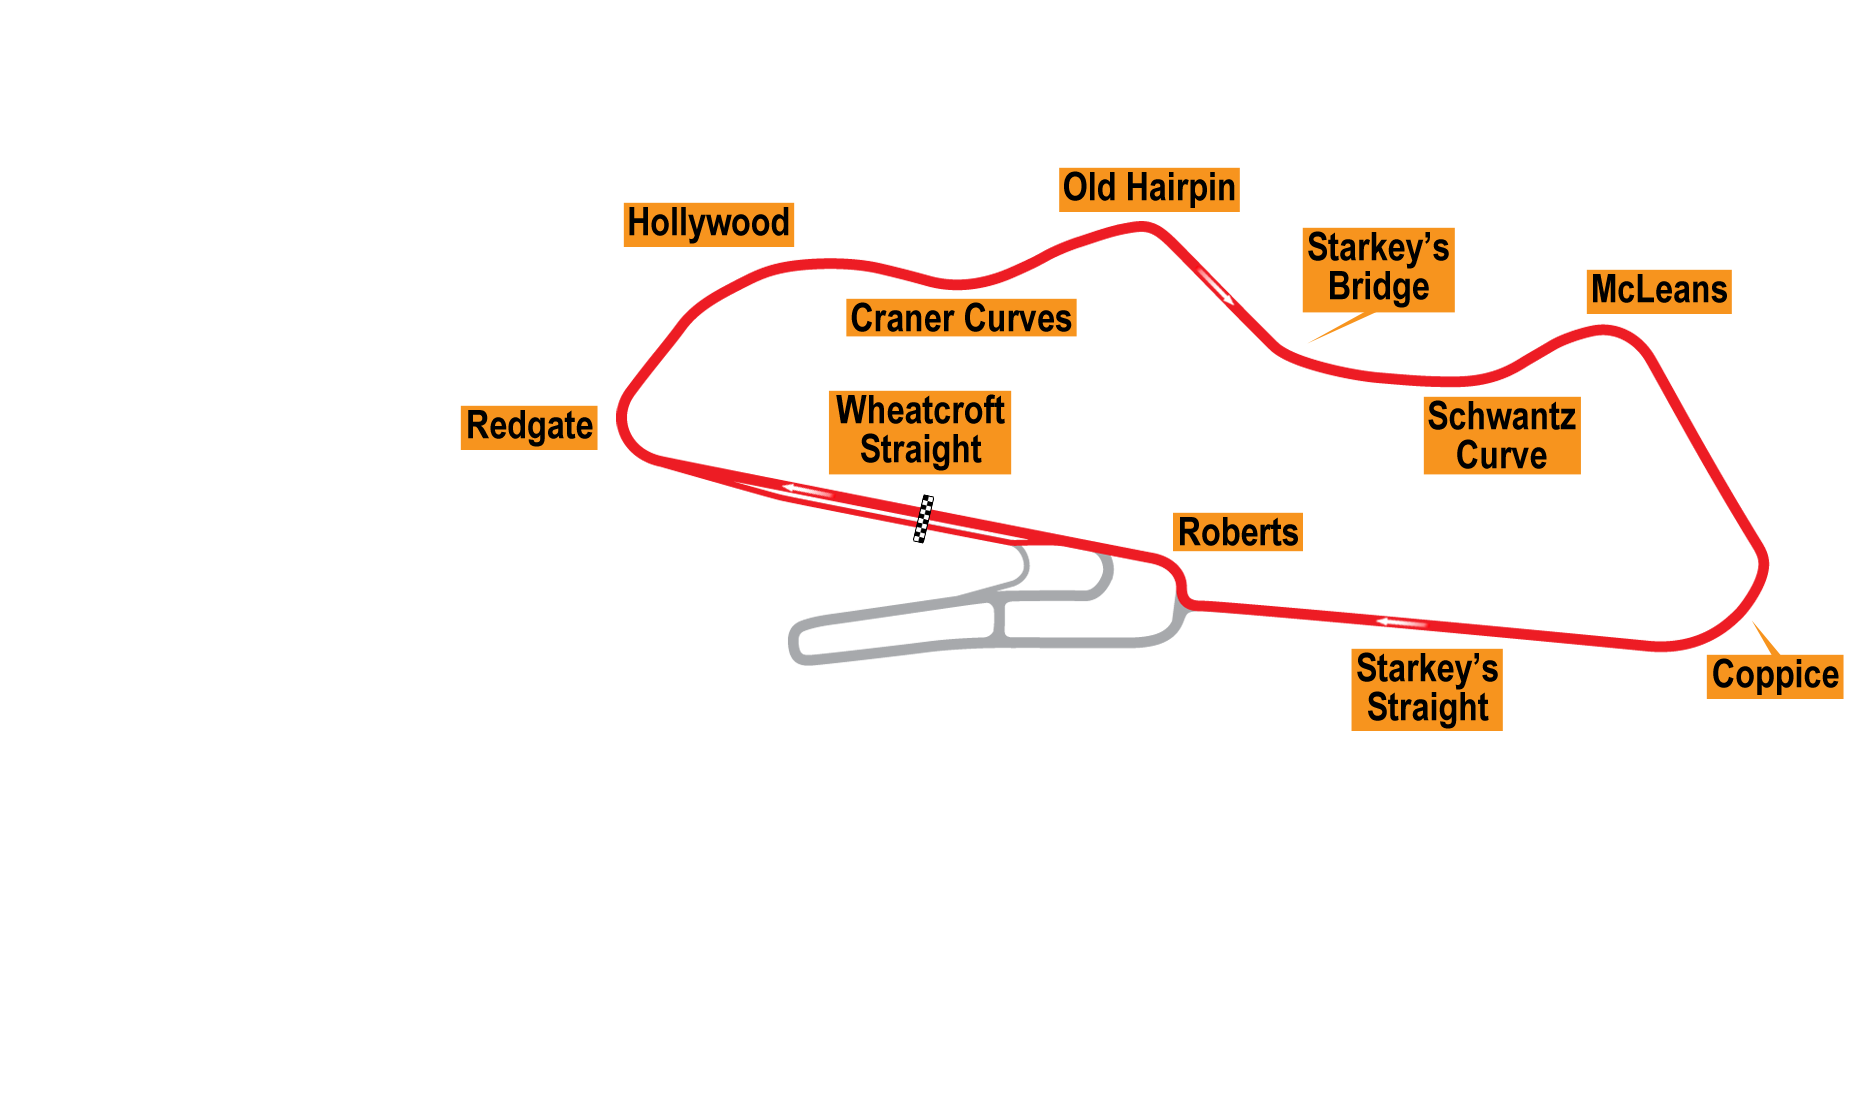 Old Hairpin
Hollywood
Starkey’s
Bridge
McLeans
Craner Curves
Redgate
Wheatcroft
Straight
Schwantz
Curve
Roberts
Starkey’s
Straight
Coppice